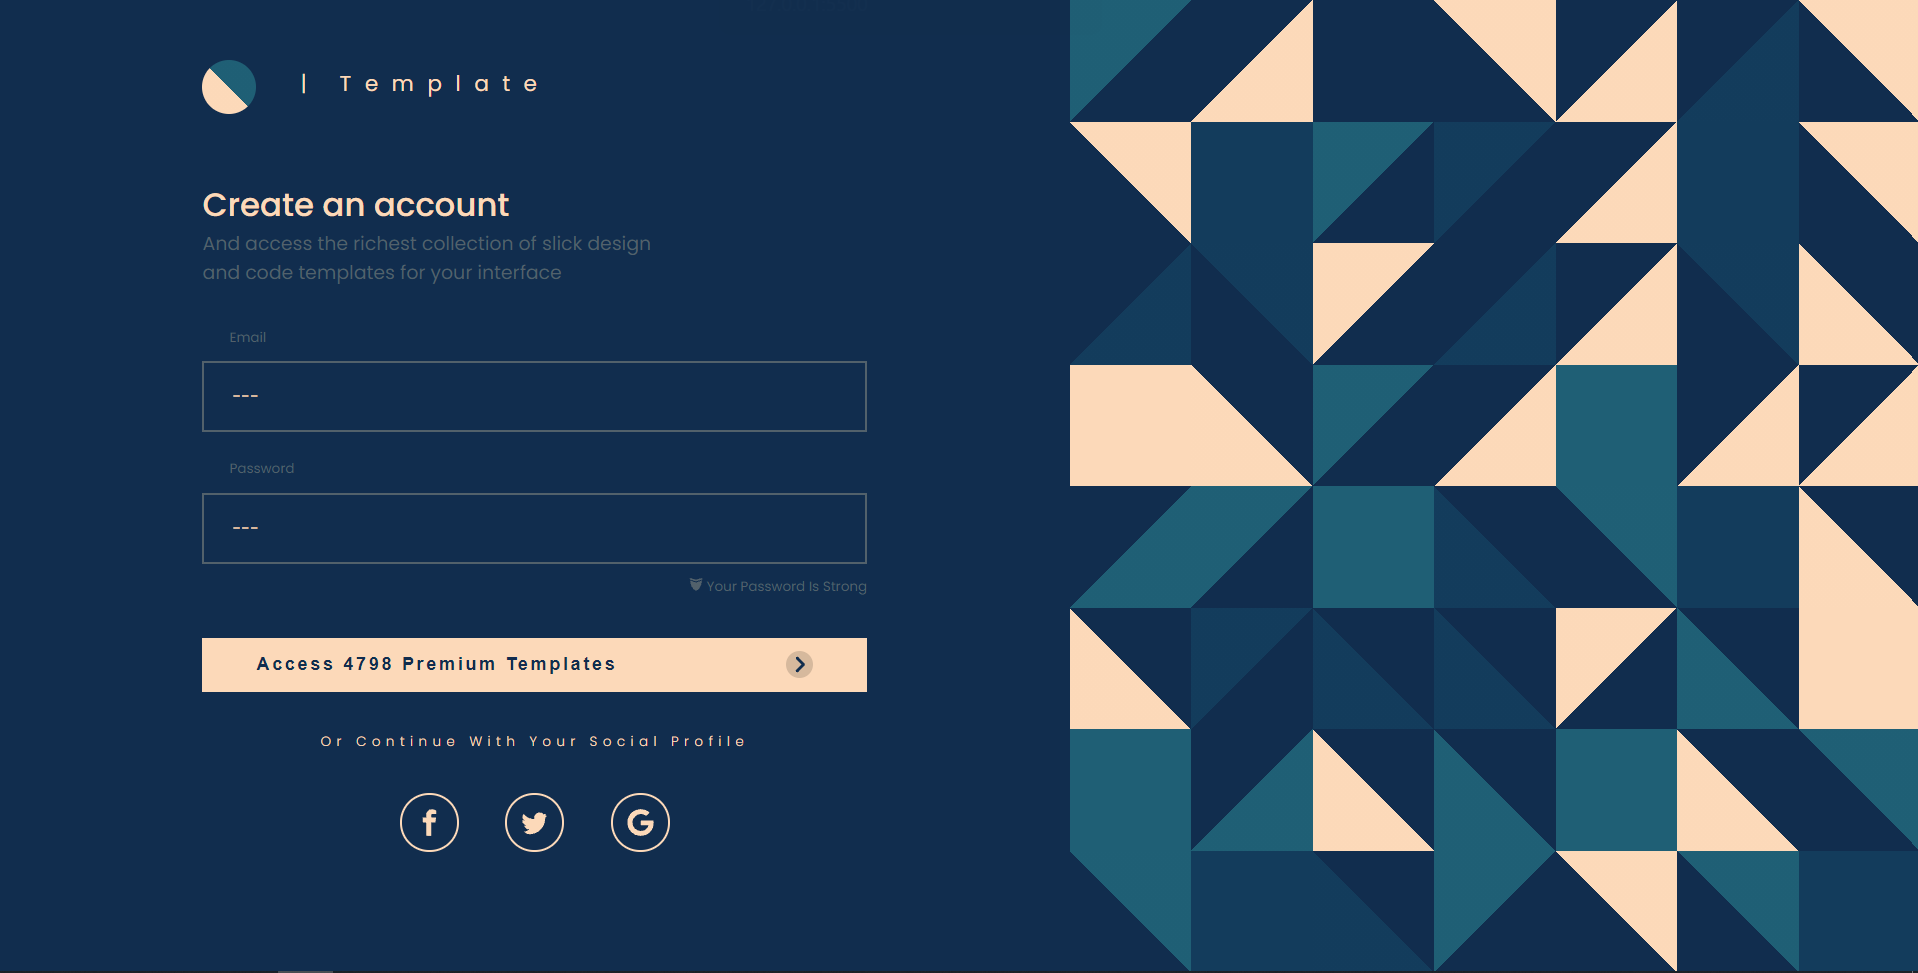 | Template
Create an account
And access the richest collection of slick design
and code templates for your interface
Email
---
Password
---
Your Password Is Strong
Access 4798 Premium Templates
Or Continue With Your Social Profile